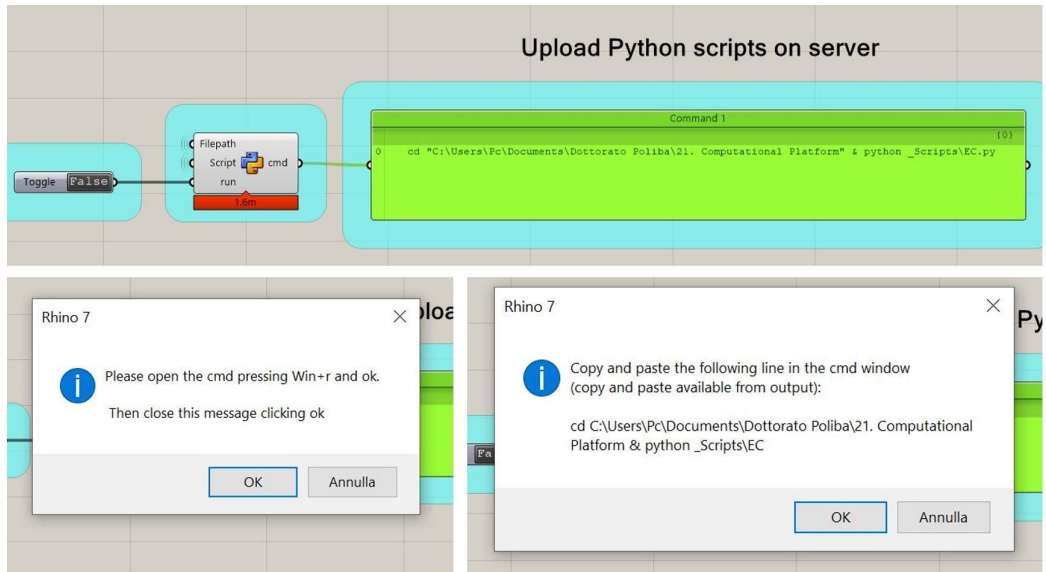 Upload Python scripts on server
Command 1
{0}
Filepath
0 cd "C:\Users\Pc\Documents\Dottorato Poliba\21. Computational Platform" & python _Scripts\EC.py
Script cmd
Toggle False
run
1.6m
Rhino 7
Please open the cmd pressing Win+r and ok.
Then close this message clicking ok
OK Annulla
Rhino 7
Py
Copy and paste the following line in the cmd window
(copy and paste available from output):
cd C:\Users\Pc\Documents\Dottorato Poliba\21. Computational
Platform & python _Scripts\EC
Fa
OK Annulla